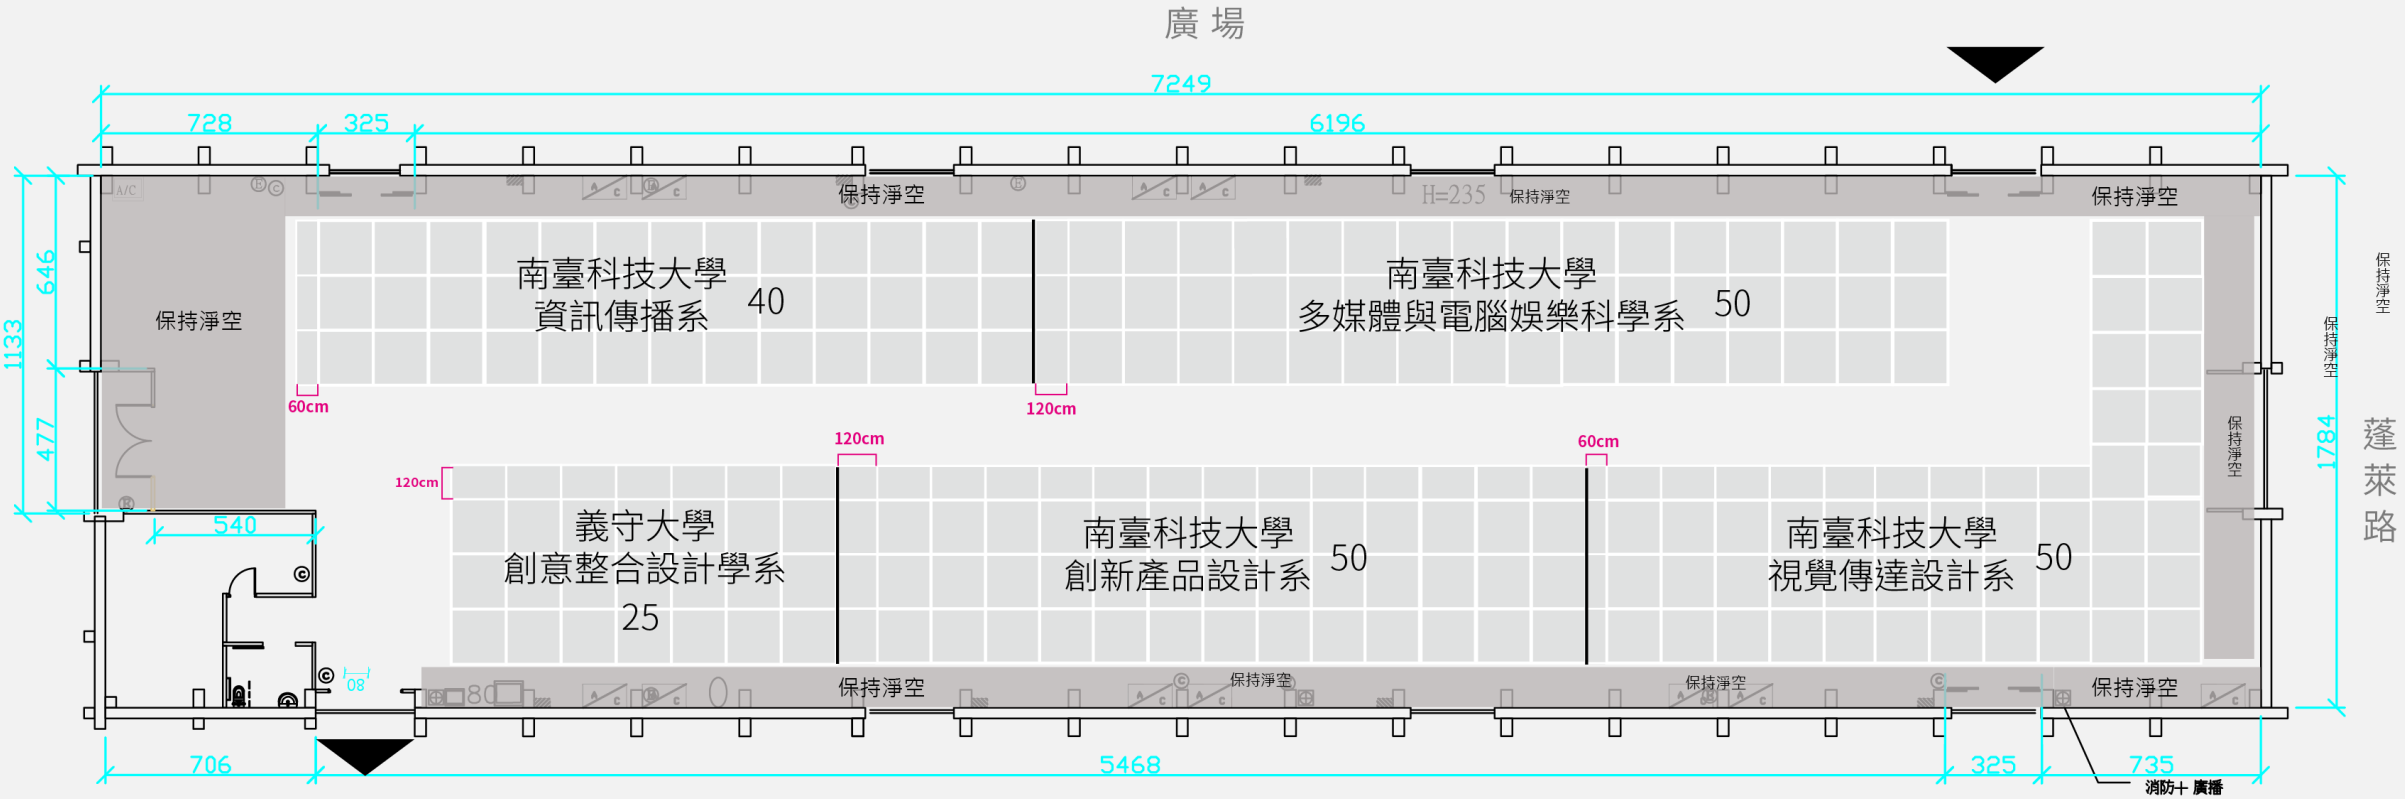 廣場
7249
728
325
6196
A/C
E
C
A/C
A/C
保持淨空
E
A/C
A/C
H=235
保持淨空
保持淨空
646
1133
477
保持淨空
南臺科技大學
資訊傳播系
40
南臺科技大學
多媒體與電腦娛樂科學系
50
保持淨空
保持淨空
保持淨空
1784
蓬萊路
60cm
120cm
120cm
60cm
120cm
540
義守大學
創意整合設計學系
25
南臺科技大學
創新產品設計系
50
南臺科技大學
視覺傳達設計系
50
C
C
08
80
A/C
A/C
0
保持淨空
A/C
C
A/C
保持淨空
保持淨空
A/C
A/C
C
保持淨空
A/C
706
5468
325
735
消防+廣播